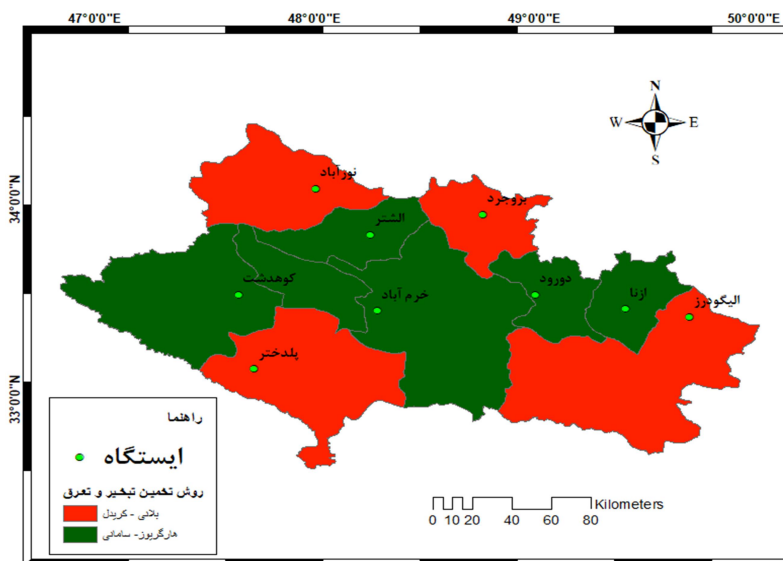 47°0'0"E 48°0'0"E 49°0'0"E 50°0'0"E
34°0'0"N
33°0'0"N
N
W E
S
نورآباد
بروجرد
الشتر
کوهدشت
خرم آباد
دورود
ازنا
الیگودرز
پلدختر
راهنما
ایستگاه
روش تخمین تبخیر و تعرق
بلانی - کریدل
هارگریوز- سامانی
Kilometers
0 10 20 40 60 80